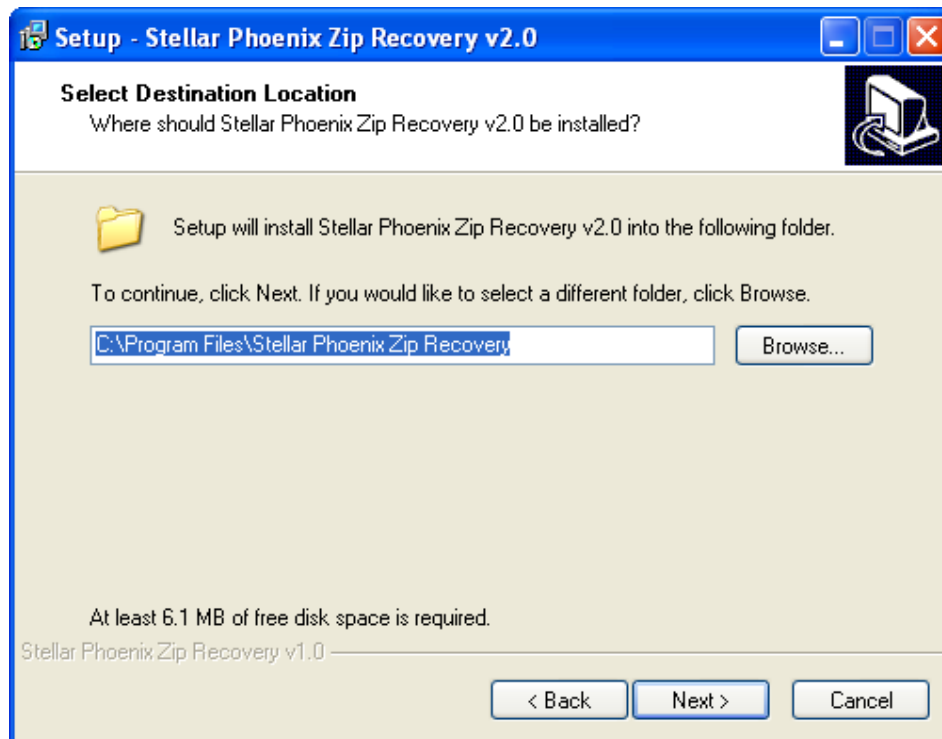 Setup - Stellar Phoenix Zip Recovery v2.0
Select Destination Location
Where should Stellar Phoenix Zip Recovery v2.0 be installed?
Setup will install Stellar Phoenix Zip Recovery v2.0 into the following folder.
To continue, click Next. If you would like to select a different folder, click Browse.
C:\Program Files\Stellar Phoenix Zip Recovery
Browse...
At least 6.1 MB of free disk space is required.
Stellar Phoenix Zip Recovery v1.0
< Back
Next >
Cancel